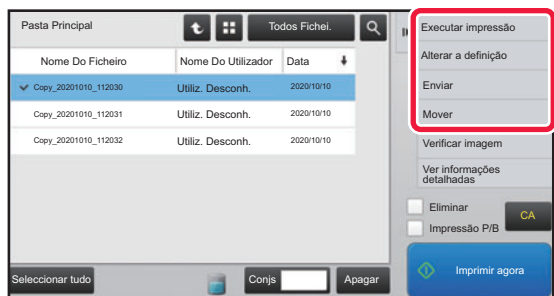 Pasta Principal
Todos Fichei.
Nome Do Ficheiro Nome Do Utilizador Data
Copy_20201010_112030 Utiliz. Desconh. 2020/10/10
Copy_20201010_112031 Utiliz. Desconh. 2020/10/10
Copy_20201010_112032 Utiliz. Desconh. 2020/10/10
Seleccionar tudo
Conjs
Apagar
Executar impressão
Alterar a definição
Enviar
Mover
Verificar imagem
Ver informações
detalhadas
Eliminar
Impressão P/B
CA
Imprimir agora